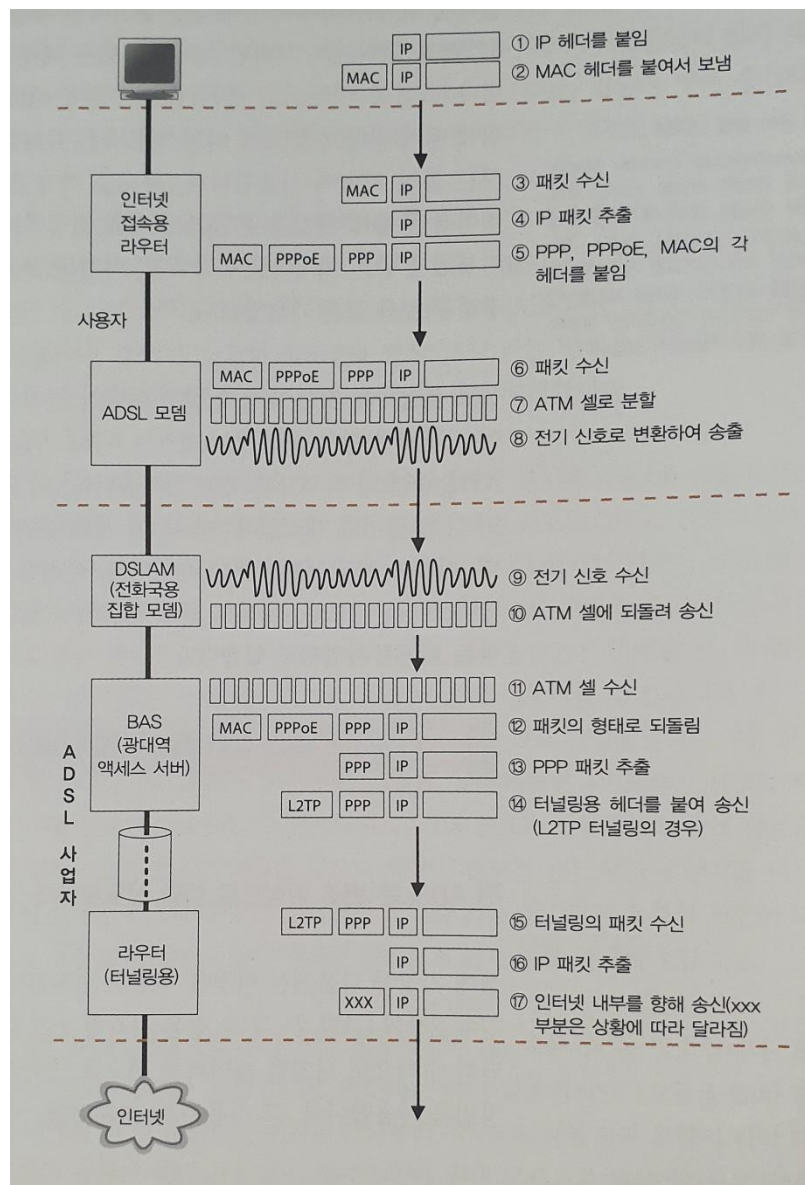 IP ① IP 헤더를 붙임
MAC IP ② MAC 헤더를 붙여서 보냄
인터넷
접속용
라우터
MAC IP ③ 패킷 수신
IP ④ IP 패킷 추출
MAC PPPoE PPP IP ⑤ PPP, PPPoE, MAC의 각
헤더를 붙임
사용자
ADSL 모뎀
MAC PPPoE PPP IP ⑥ 패킷 수신
⑦ ATM 셀로 분할
⑧ 전기 신호로 변환하여 송출
DSLAM
(전화국용
집합 모뎀)
⑨ 전기 신호 수신
⑩ ATM 셀에 되돌려 송신
BAS
(광대역
액세스 서버)
⑪ ATM 셀 수신
MAC PPPoE PPP IP ⑫ 패킷의 형태로 되돌림
PPP IP ⑬ PPP 패킷 추출
L2TP PPP IP ⑭ 터널링용 헤더를 붙여 송신
(L2TP 터널링의 경우)
ADSL 사업자
라우터
(터널링용)
L2TP PPP IP ⑮ 터널링의 패킷 수신
IP ⑯ IP 패킷 추출
XXX IP ⑰ 인터넷 내부를 향해 송신(xxx
부분은 상황에 따라 달라짐)
인터넷